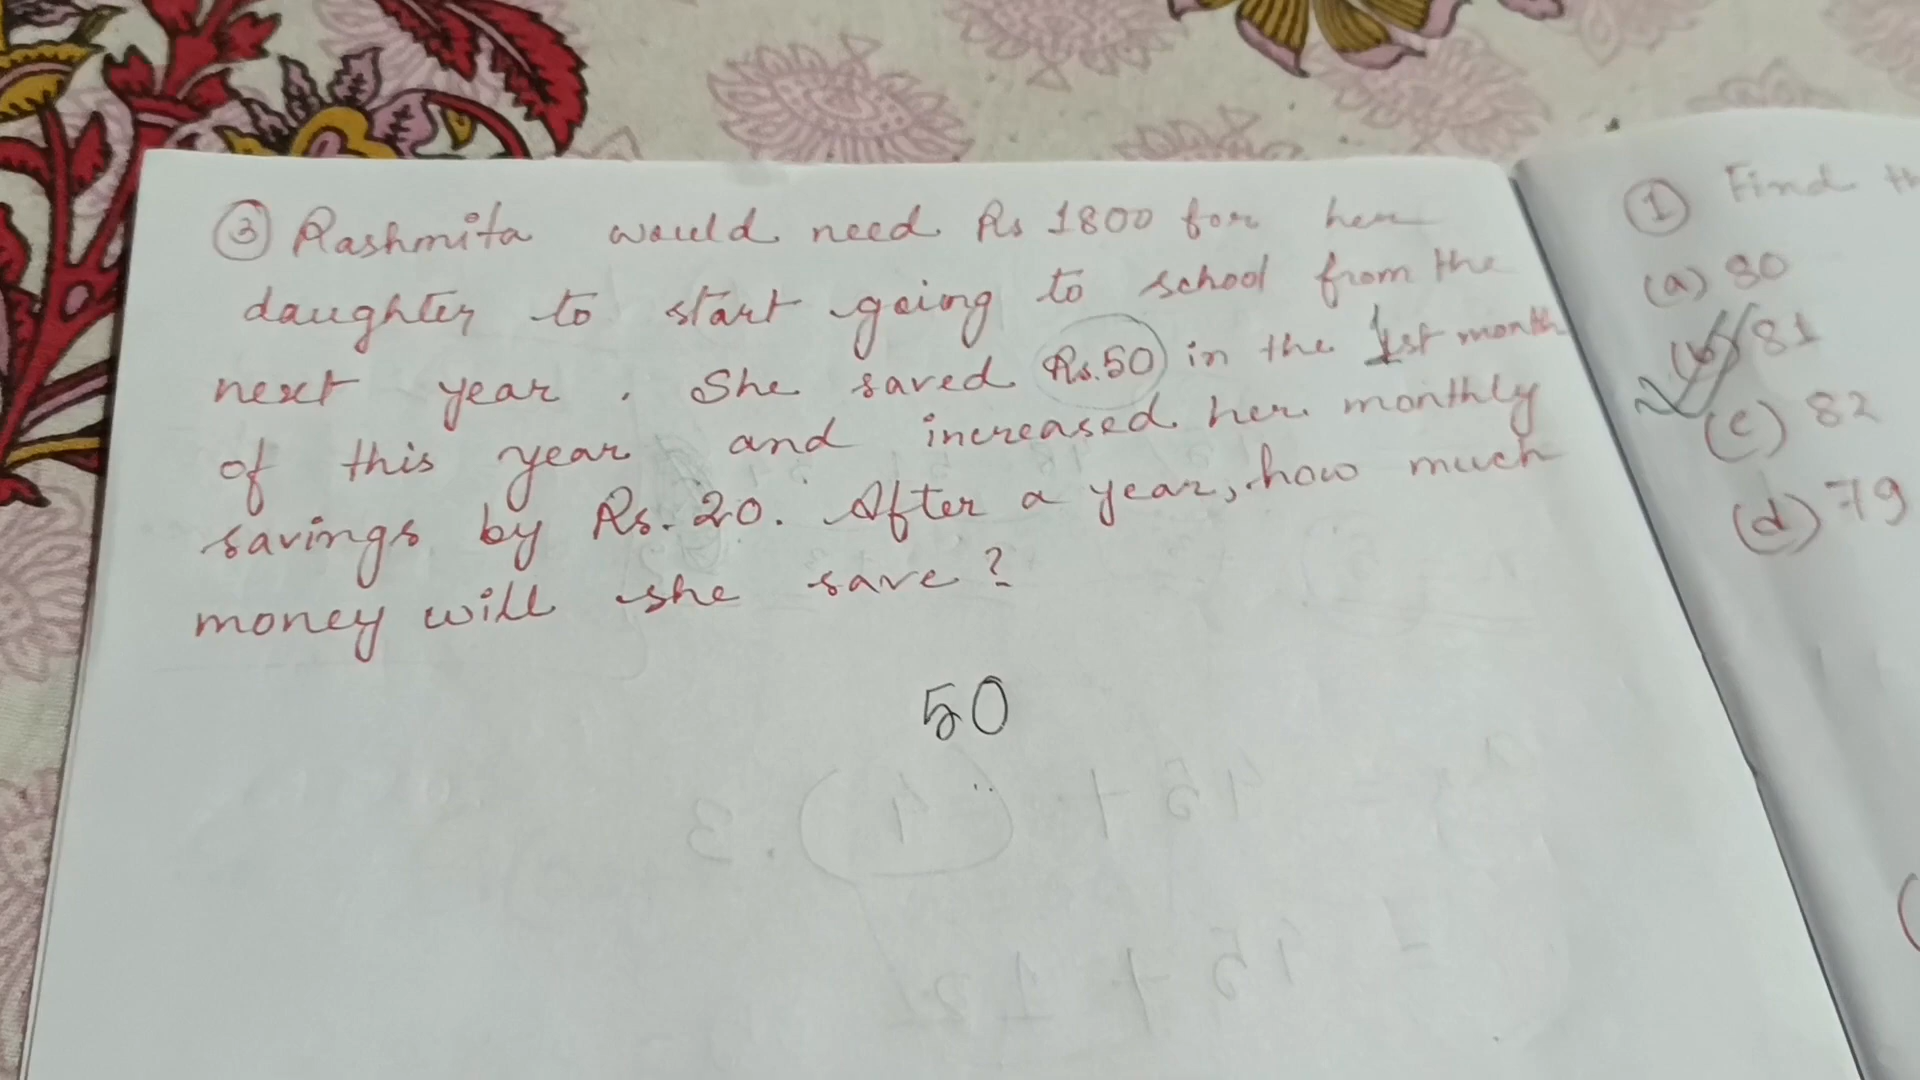 ③ Rashmita would need Rs 1800 for her
daughter to start going to school from the
next year. She saved Rs.50 in the 1st month
of this year and increased her monthly
savings by Rs.20. After a year, how much
money will she save?
50
① Find
(a) 80
(b) 81
(c) 82
(d) 79